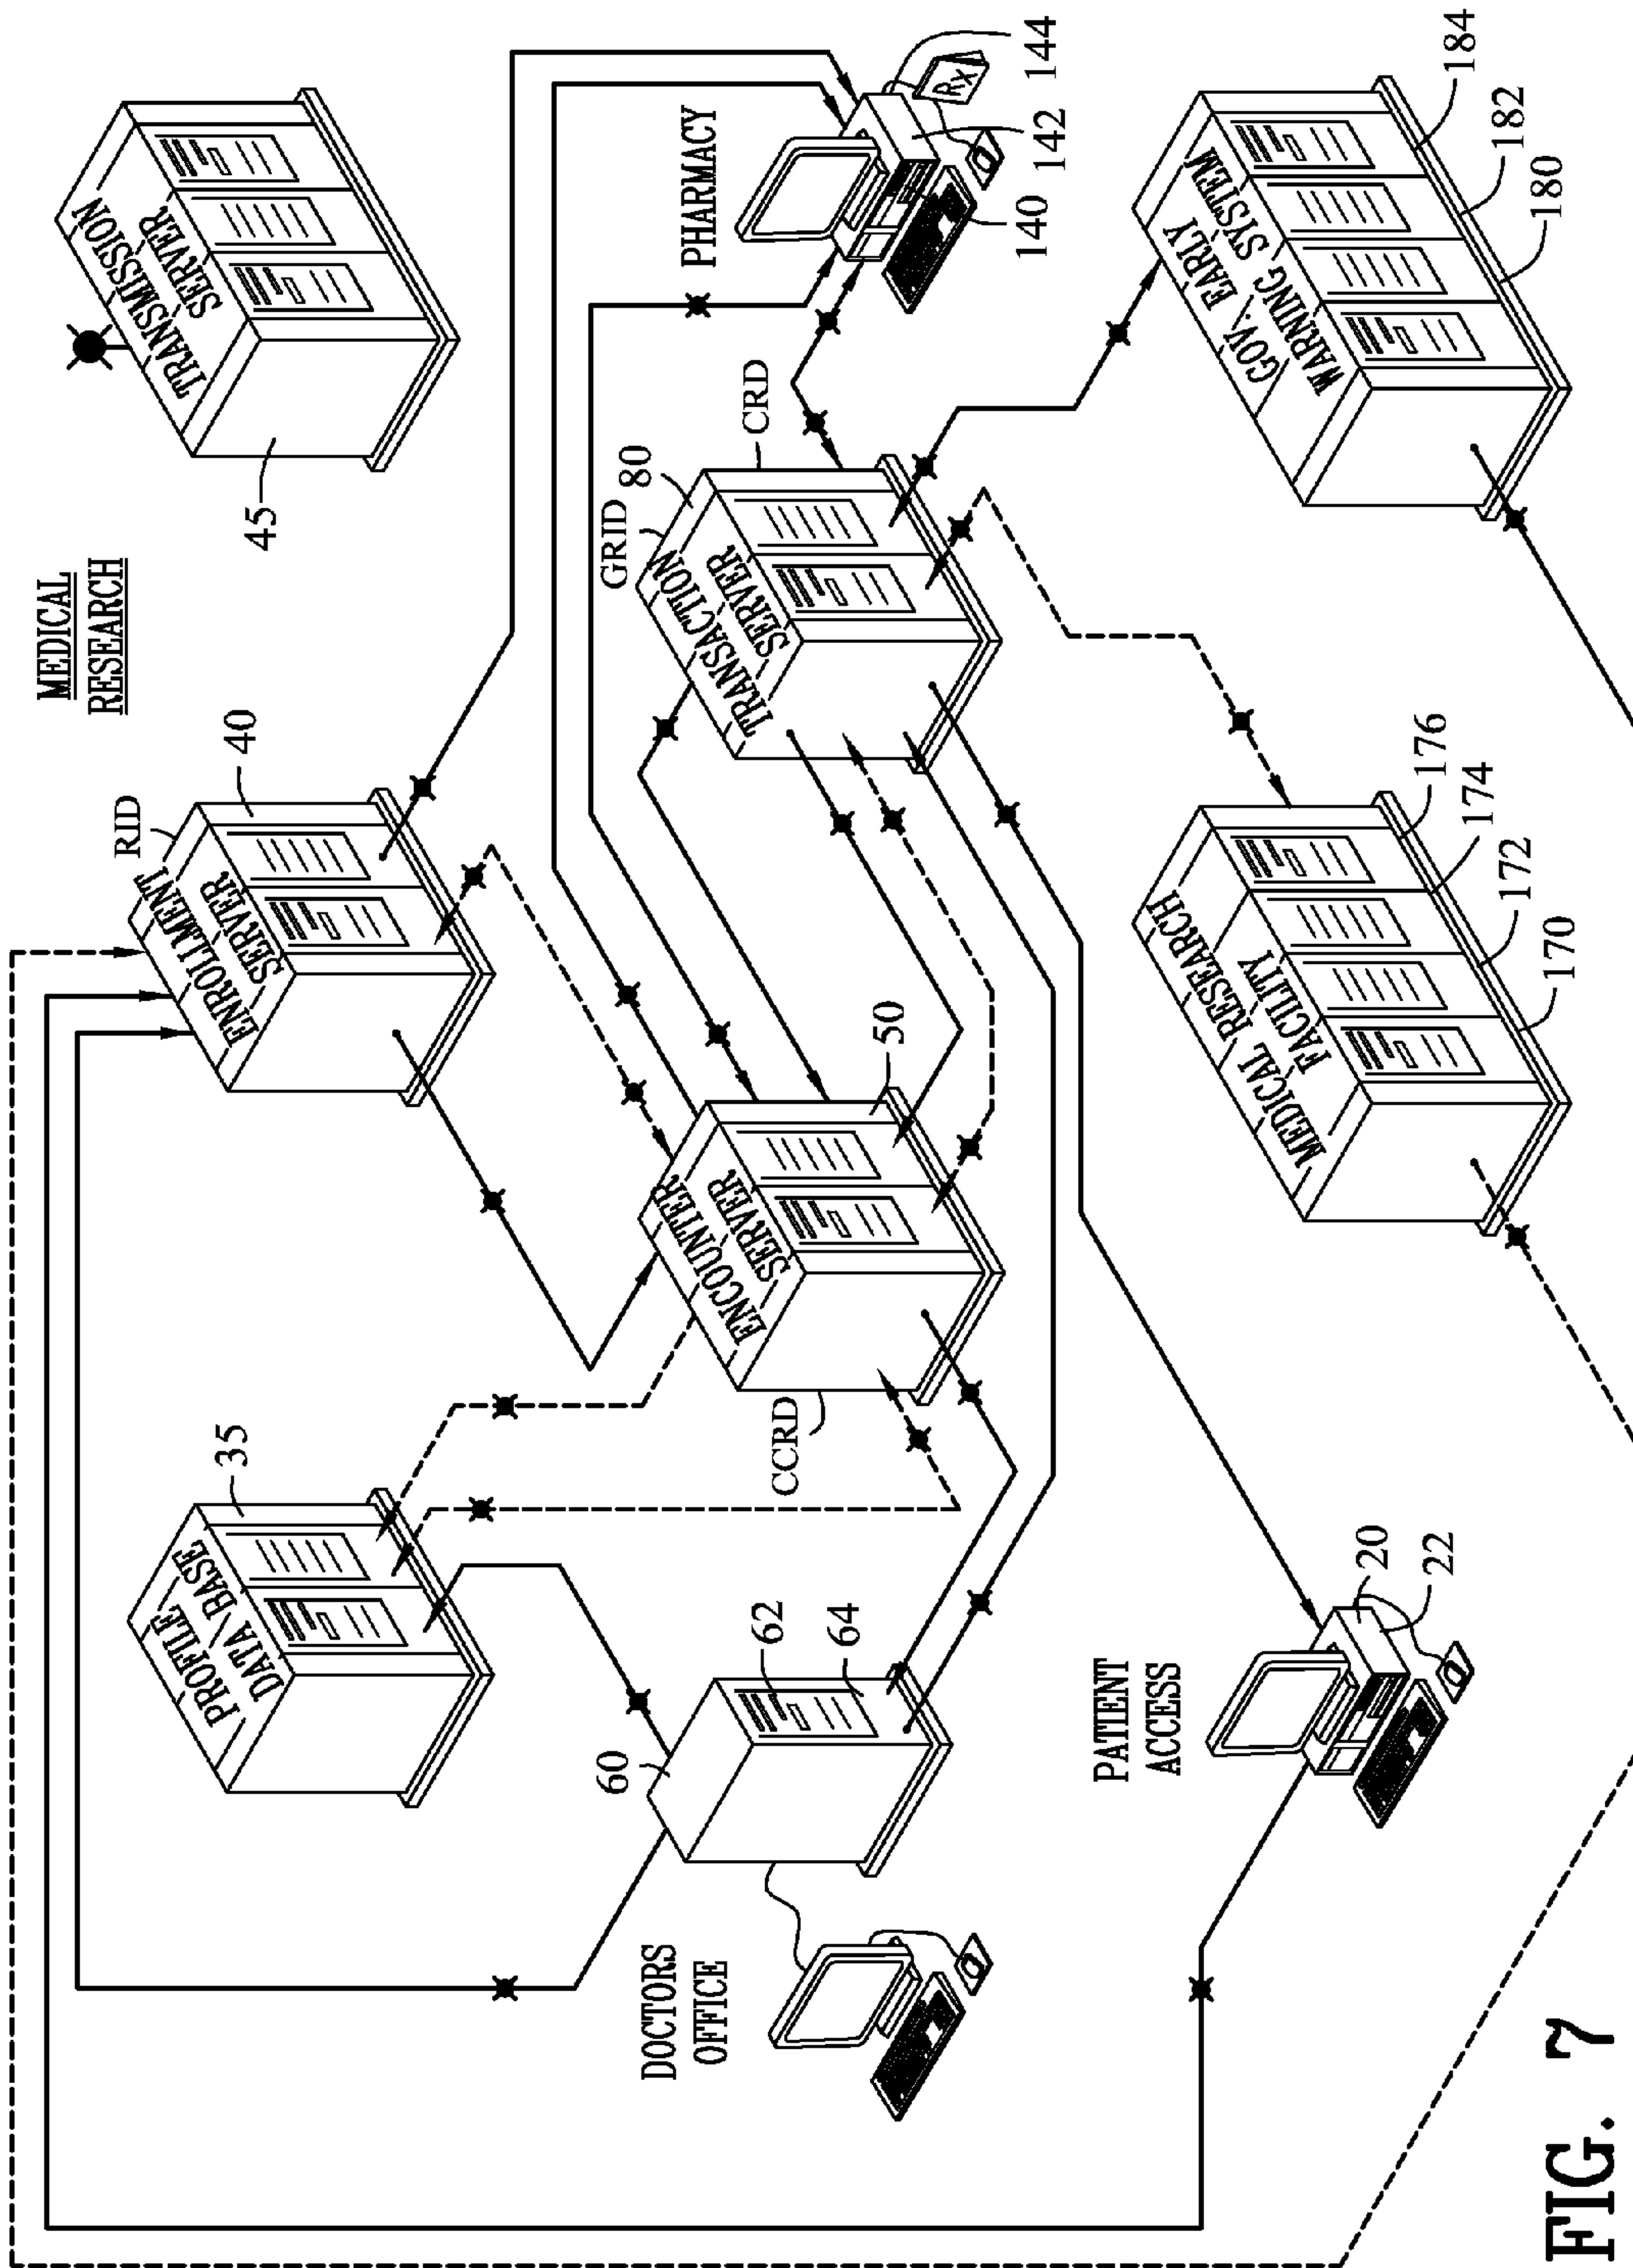 MEDICAL
RESEARCH
TRANSMISSION
SERVER
45
ENROLLMENT
SERVER
RID
40
PROFILE
DATA BASE
35
PHARMACY
Rx
140
142
144
TRANSACTION
SERVER
GRID
80
CRD
ENCOUNTER
SERVER
50
CCRD
60
62
64
DOCTORS
OFFICE
PATIENT
ACCESS
20
22
MEDICAL RESEARCH
FACILITY
170
172
174
176
GOV. EARLY
WARNING SYSTEM
180
182
184
FIG. 7